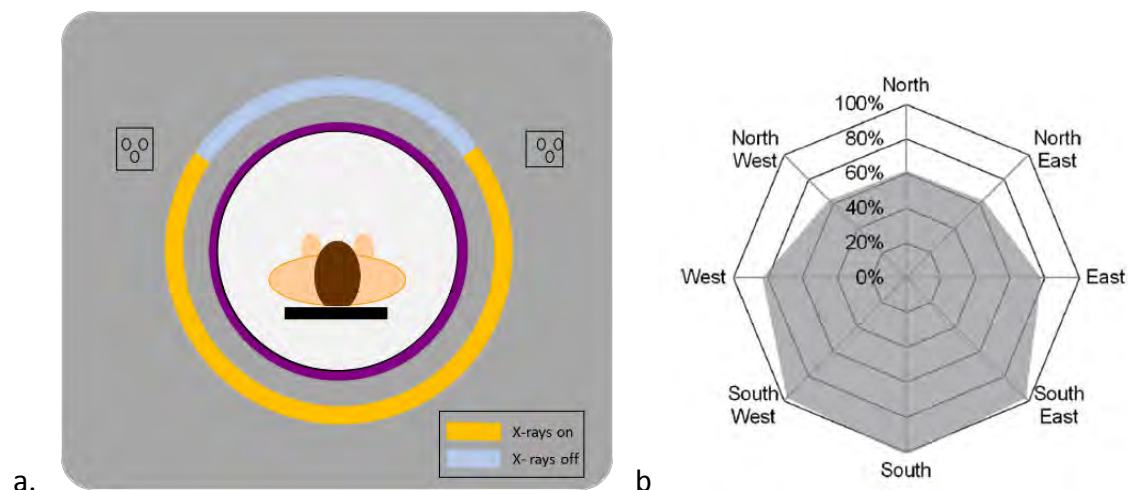 a.
X-rays on
X- rays off
b
North
100%
North
West
North
East
80%
60%
40%
20%
West
0%
East
South
West
South
East
South